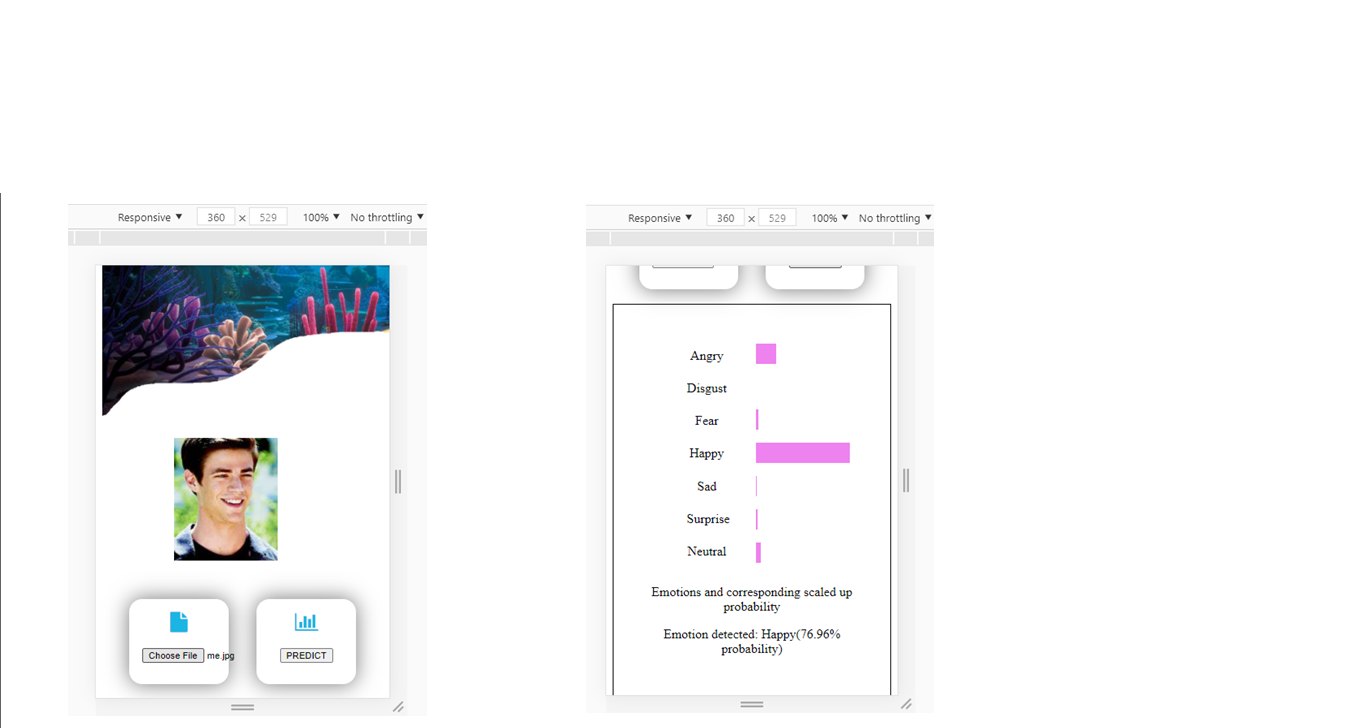 Responsive ▼ 360 × 529 100% ▼ No throttling ▼
Choose File me.jpg
PREDICT
Responsive ▼ 360 × 529 100% ▼ No throttling ▼
Angry
Disgust
Fear
Happy
Sad
Surprise
Neutral
Emotions and corresponding scaled up
probability
Emotion detected: Happy(76.96%
probability)